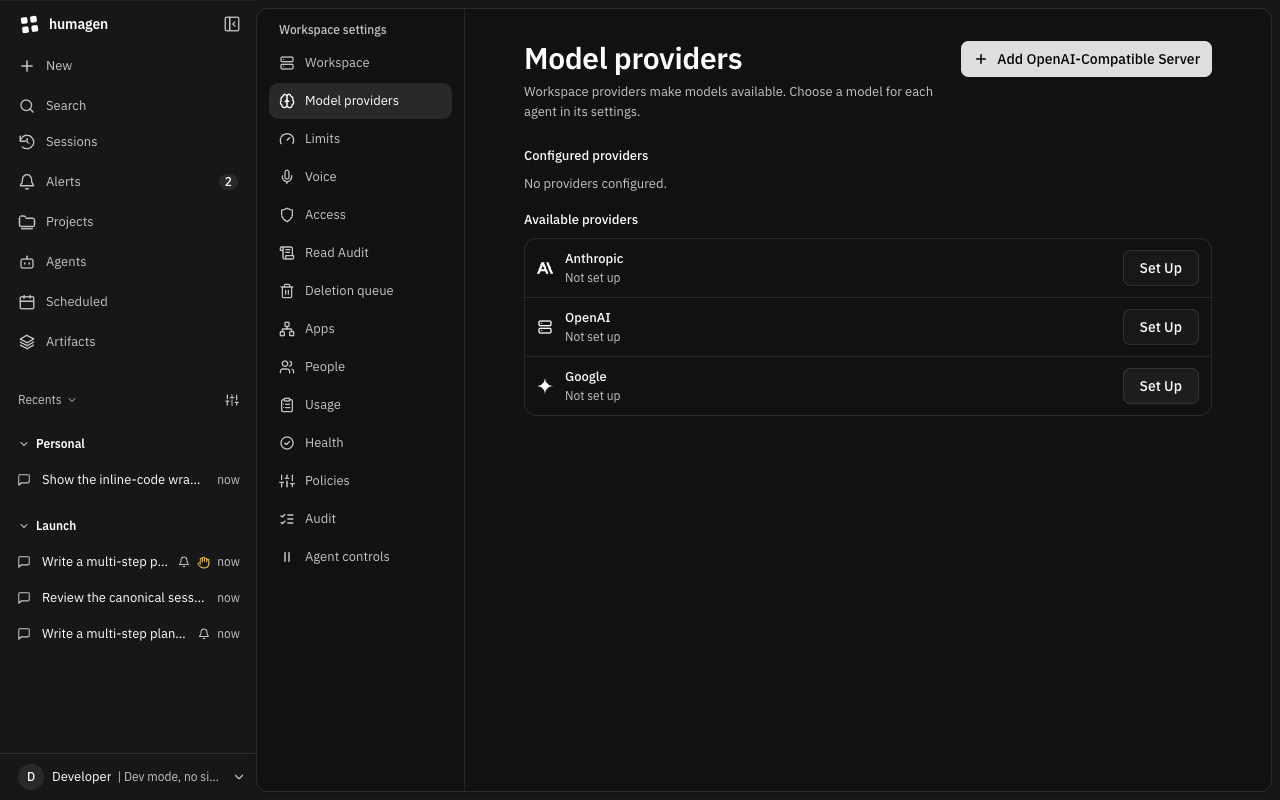 humagen
New
Search
Sessions
Alerts 2
Projects
Agents
Scheduled
Artifacts
Recents
Personal
Show the inline-code wra... now
Launch
Write a multi-step p... now
Review the canonical sess... now
Write a multi-step plan... now
D Developer | Dev mode, no si...
Workspace settings
Workspace
Model providers
Limits
Voice
Access
Read Audit
Deletion queue
Apps
People
Usage
Health
Policies
Audit
Agent controls
Model providers
Add OpenAI-Compatible Server
Workspace providers make models available. Choose a model for each
agent in its settings.
Configured providers
No providers configured.
Available providers
Anthropic
Not set up
Set Up
OpenAI
Not set up
Set Up
Google
Not set up
Set Up